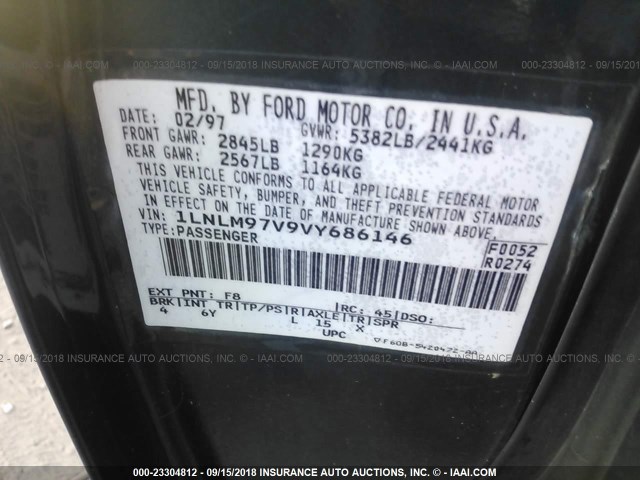 000-23304812 - 09/15/2018 INSURANCE AUTO AUCTIONS, INC. - © - IAAI.COM
MFD. BY FORD MOTOR CO. IN U.S.A.
DATE: 02/97 GVWR: 5382LB/2441KG
FRONT GAWR: 2845LB 1290KG
REAR GAWR: 2567LB 1164KG
THIS VEHICLE CONFORMS TO ALL APPLICABLE FEDERAL MOTOR
VEHICLE SAFETY, BUMPER, AND THEFT PREVENTION STANDARDS
IN EFFECT ON THE DATE OF MANUFACTURE SHOWN ABOVE.
VIN: 1LNLM97V9VY686146
TYPE: PASSENGER
F0052
R0274
EXT PNT: F8 RC: 45 DSO:
BRK INT TR TP/PS R AXLE TR SPR
4 6Y L 15 X
UPC
000-23304812 - 09/15/2018 INSURANCE AUTO AUCTIONS, INC. - © - IAAI.COM